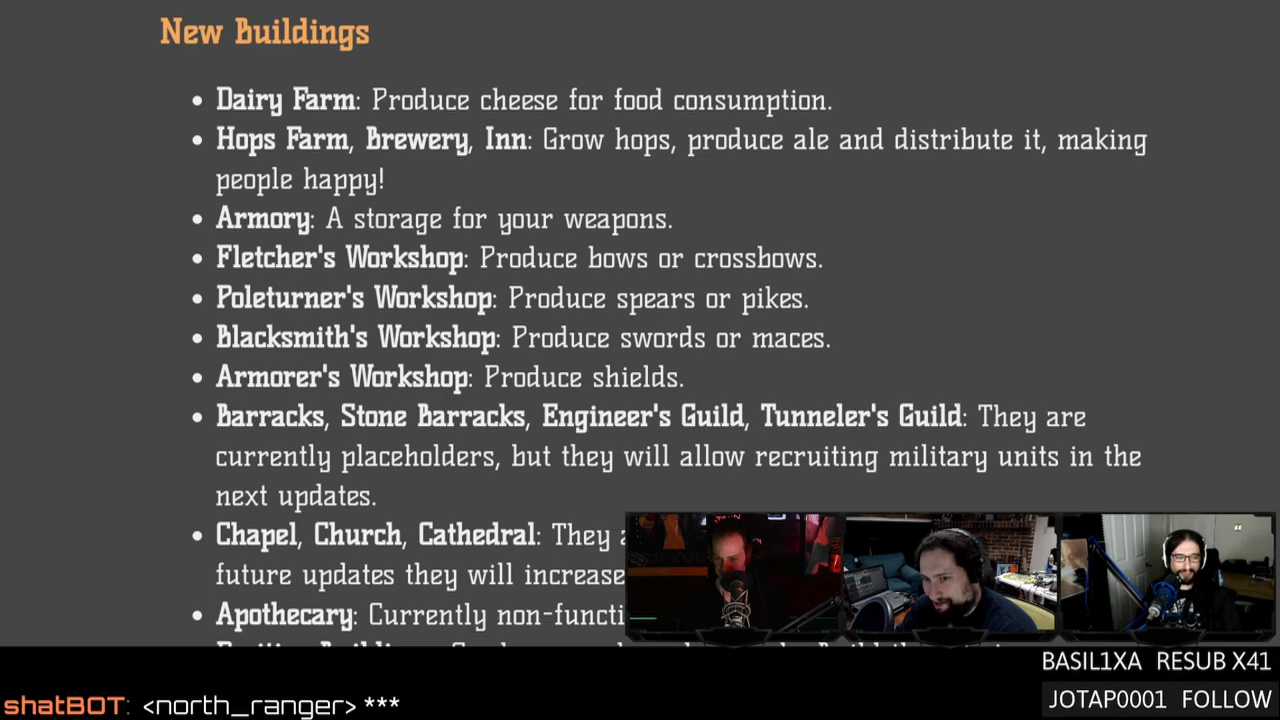 New Buildings
• Dairy Farm: Produce cheese for food consumption.
• Hops Farm, Brewery, Inn: Grow hops, produce ale and distribute it, making
people happy!
• Armory: A storage for your weapons.
• Fletcher's Workshop: Produce bows or crossbows.
• Poleturner's Workshop: Produce spears or pikes.
• Blacksmith's Workshop: Produce swords or maces.
• Armorer's Workshop: Produce shields.
• Barracks, Stone Barracks, Engineer's Guild, Tunneler's Guild: They are
currently placeholders, but they will allow recruiting military units in the
next updates.
• Chapel, Church, Cathedral: They
future updates they will increase
• Apothecary: Currently non-functi
BASIL1XA RESUB X41
JOTAP0001 FOLLOW
shatBOT: <north_ranger> ***